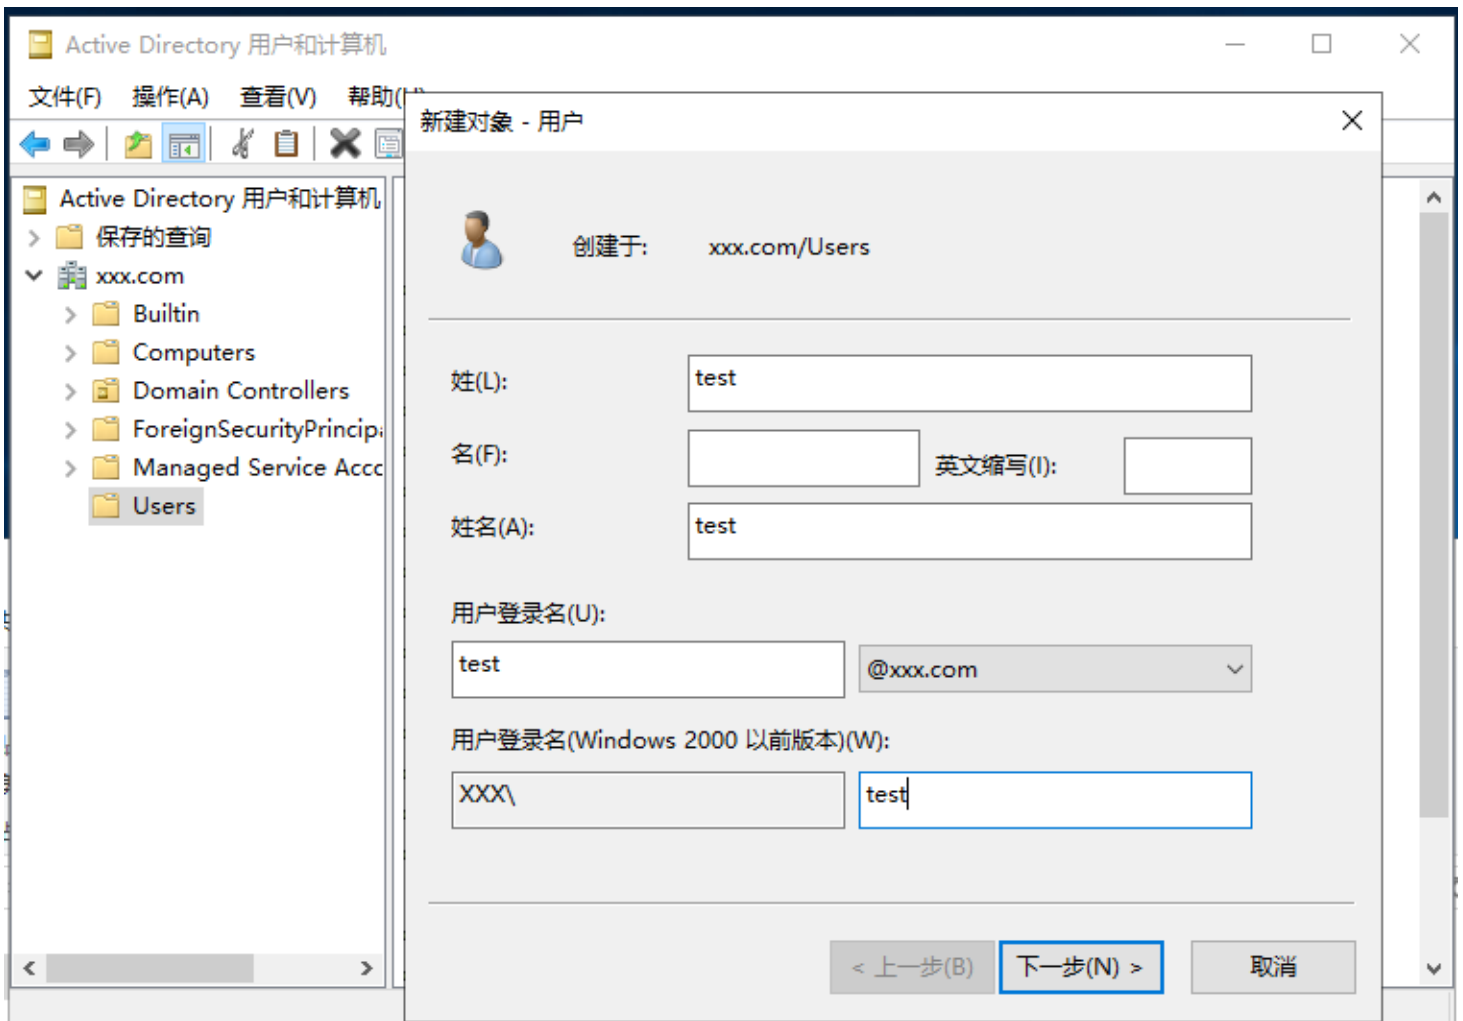 Active Directory 用户和计算机
文件(F) 操作(A) 查看(V) 帮助(
新建对象 - 用户
Active Directory 用户和计算机
保存的查询
xxx.com
Builtin
Computers
Domain Controllers
ForeignSecurityPrincip
Managed Service Acc
Users
创建于: xxx.com/Users
姓(L): test
名(F): 英文缩写(I):
姓名(A): test
用户登录名(U):
test @xxx.com
用户登录名(Windows 2000 以前版本)(W):
XXX\ test
< 上一步(B) 下一步(N) > 取消